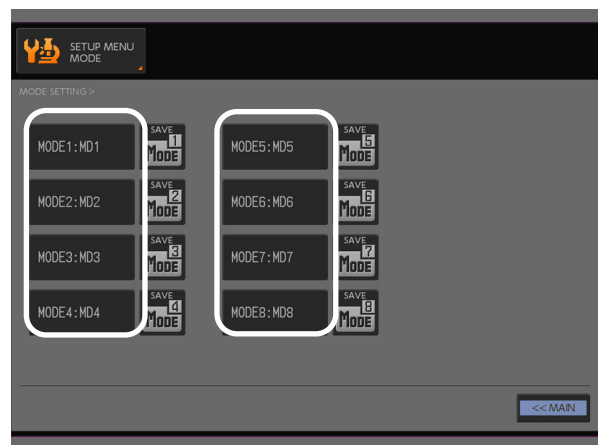 SETUP MENU
MODE
MODE SETTING >
MODE1:MD1
SAVE
1
MODE
MODE5:MD5
SAVE
5
MODE
MODE2:MD2
SAVE
2
MODE
MODE6:MD6
SAVE
6
MODE
MODE3:MD3
SAVE
3
MODE
MODE7:MD7
SAVE
7
MODE
MODE4:MD4
SAVE
4
MODE
MODE8:MD8
SAVE
8
MODE
<< MAIN